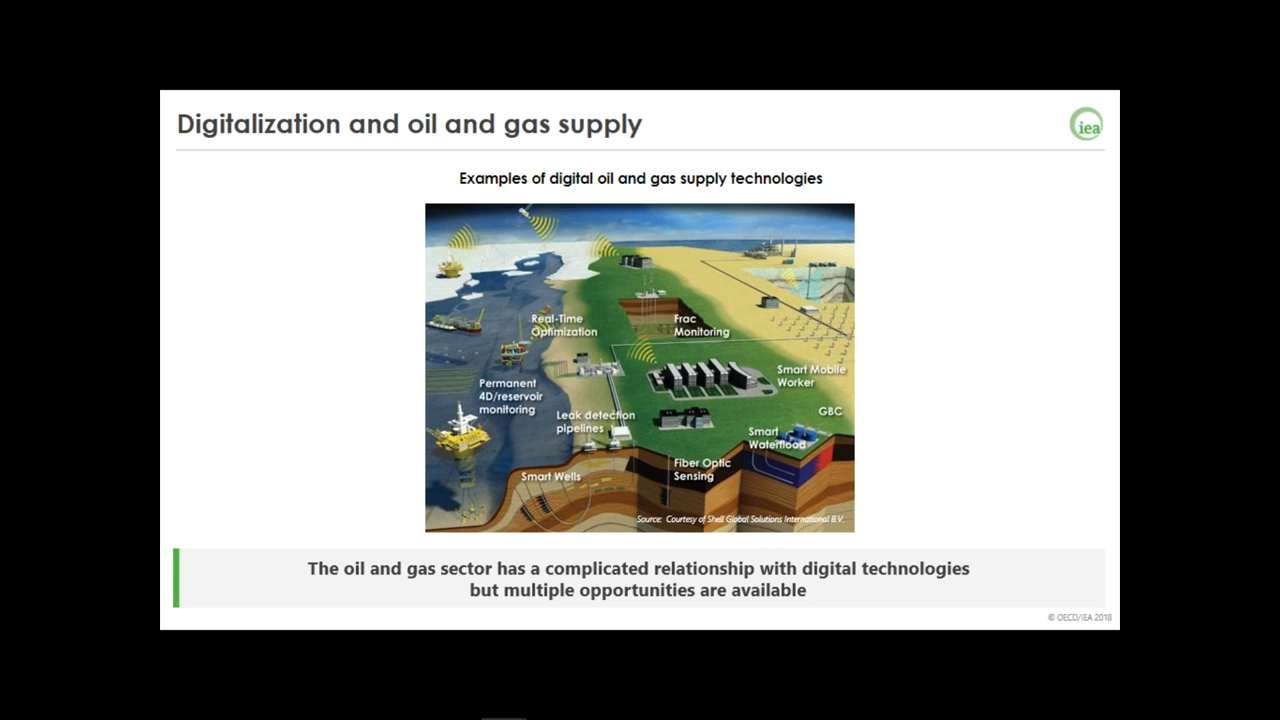 Digitalization and oil and gas supply
iea
Examples of digital oil and gas supply technologies
Real-Time
Optimization
Frac
Monitoring
Smart Mobile
Worker
Permanent
4D/reservoir
monitoring
GBC
Leak detection
pipelines
Smart
Waterflood
Fiber Optic
Sensing
Smart Wells
Source: Courtesy of Shell Global Solutions International B.V.
The oil and gas sector has a complicated relationship with digital technologies
but multiple opportunities are available
© OECD/IEA 2018